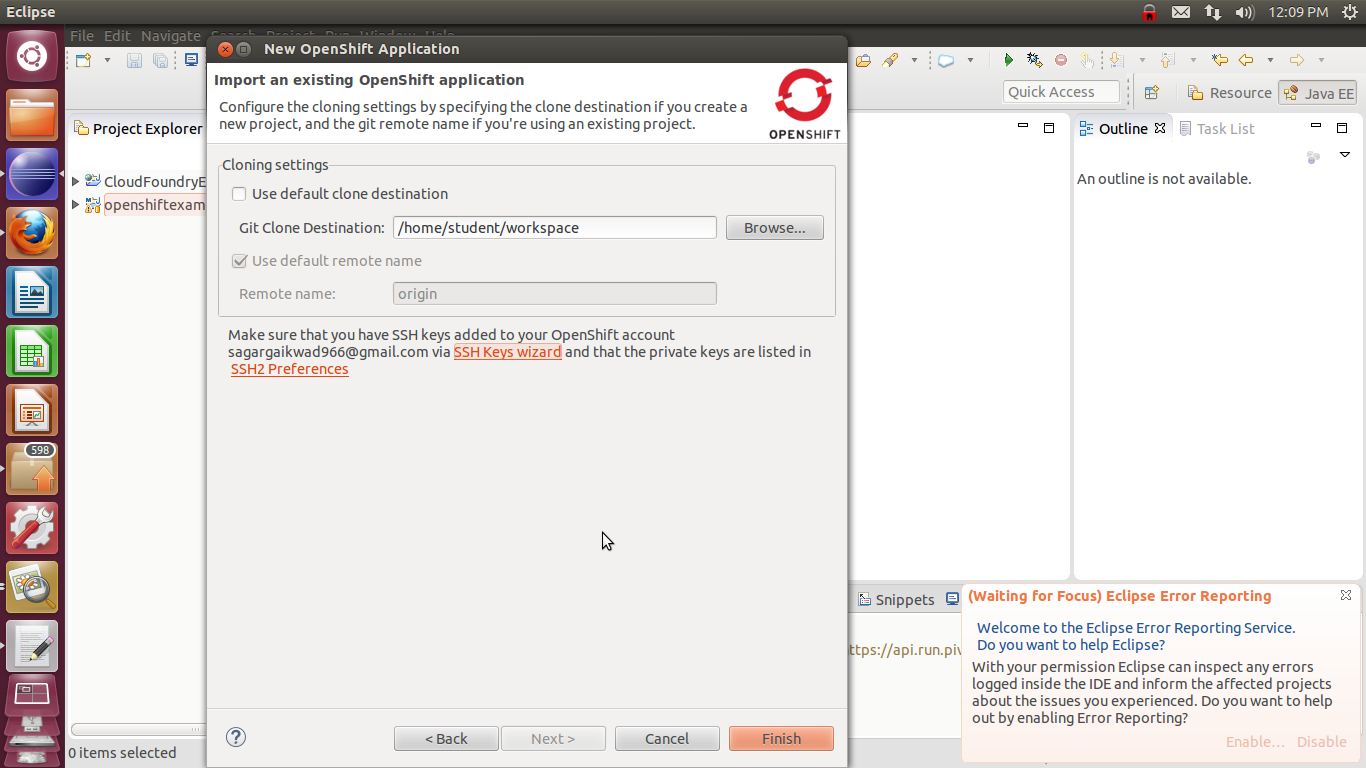 Eclipse
12:09 PM
File Edit Navigate Search Project Run Window Help
New OpenShift Application
Import an existing OpenShift application
Configure the cloning settings by specifying the clone destination if you create a
new project, and the git remote name if you're using an existing project.
OPENSHIFT
Quick Access
Resource
Java EE
Project Explorer
Outline
Task List
An outline is not available.
CloudFoundryE
openshiftexam
Cloning settings
Use default clone destination
Git Clone Destination: /home/student/workspace Browse...
Use default remote name
Remote name: origin
Make sure that you have SSH keys added to your OpenShift account
sagargaikwad966@gmail.com via SSH Keys wizard and that the private keys are listed in
SSH2 Preferences
598
Snippets
ttps://api.run.piv
(Waiting for Focus) Eclipse Error Reporting
Welcome to the Eclipse Error Reporting Service.
Do you want to help Eclipse?
With your permission Eclipse can inspect any errors
logged inside the IDE and inform the affected projects
about the issues you experienced. Do you want to help
out by enabling Error Reporting?
Enable... Disable
< Back Next > Cancel Finish
0 items selected